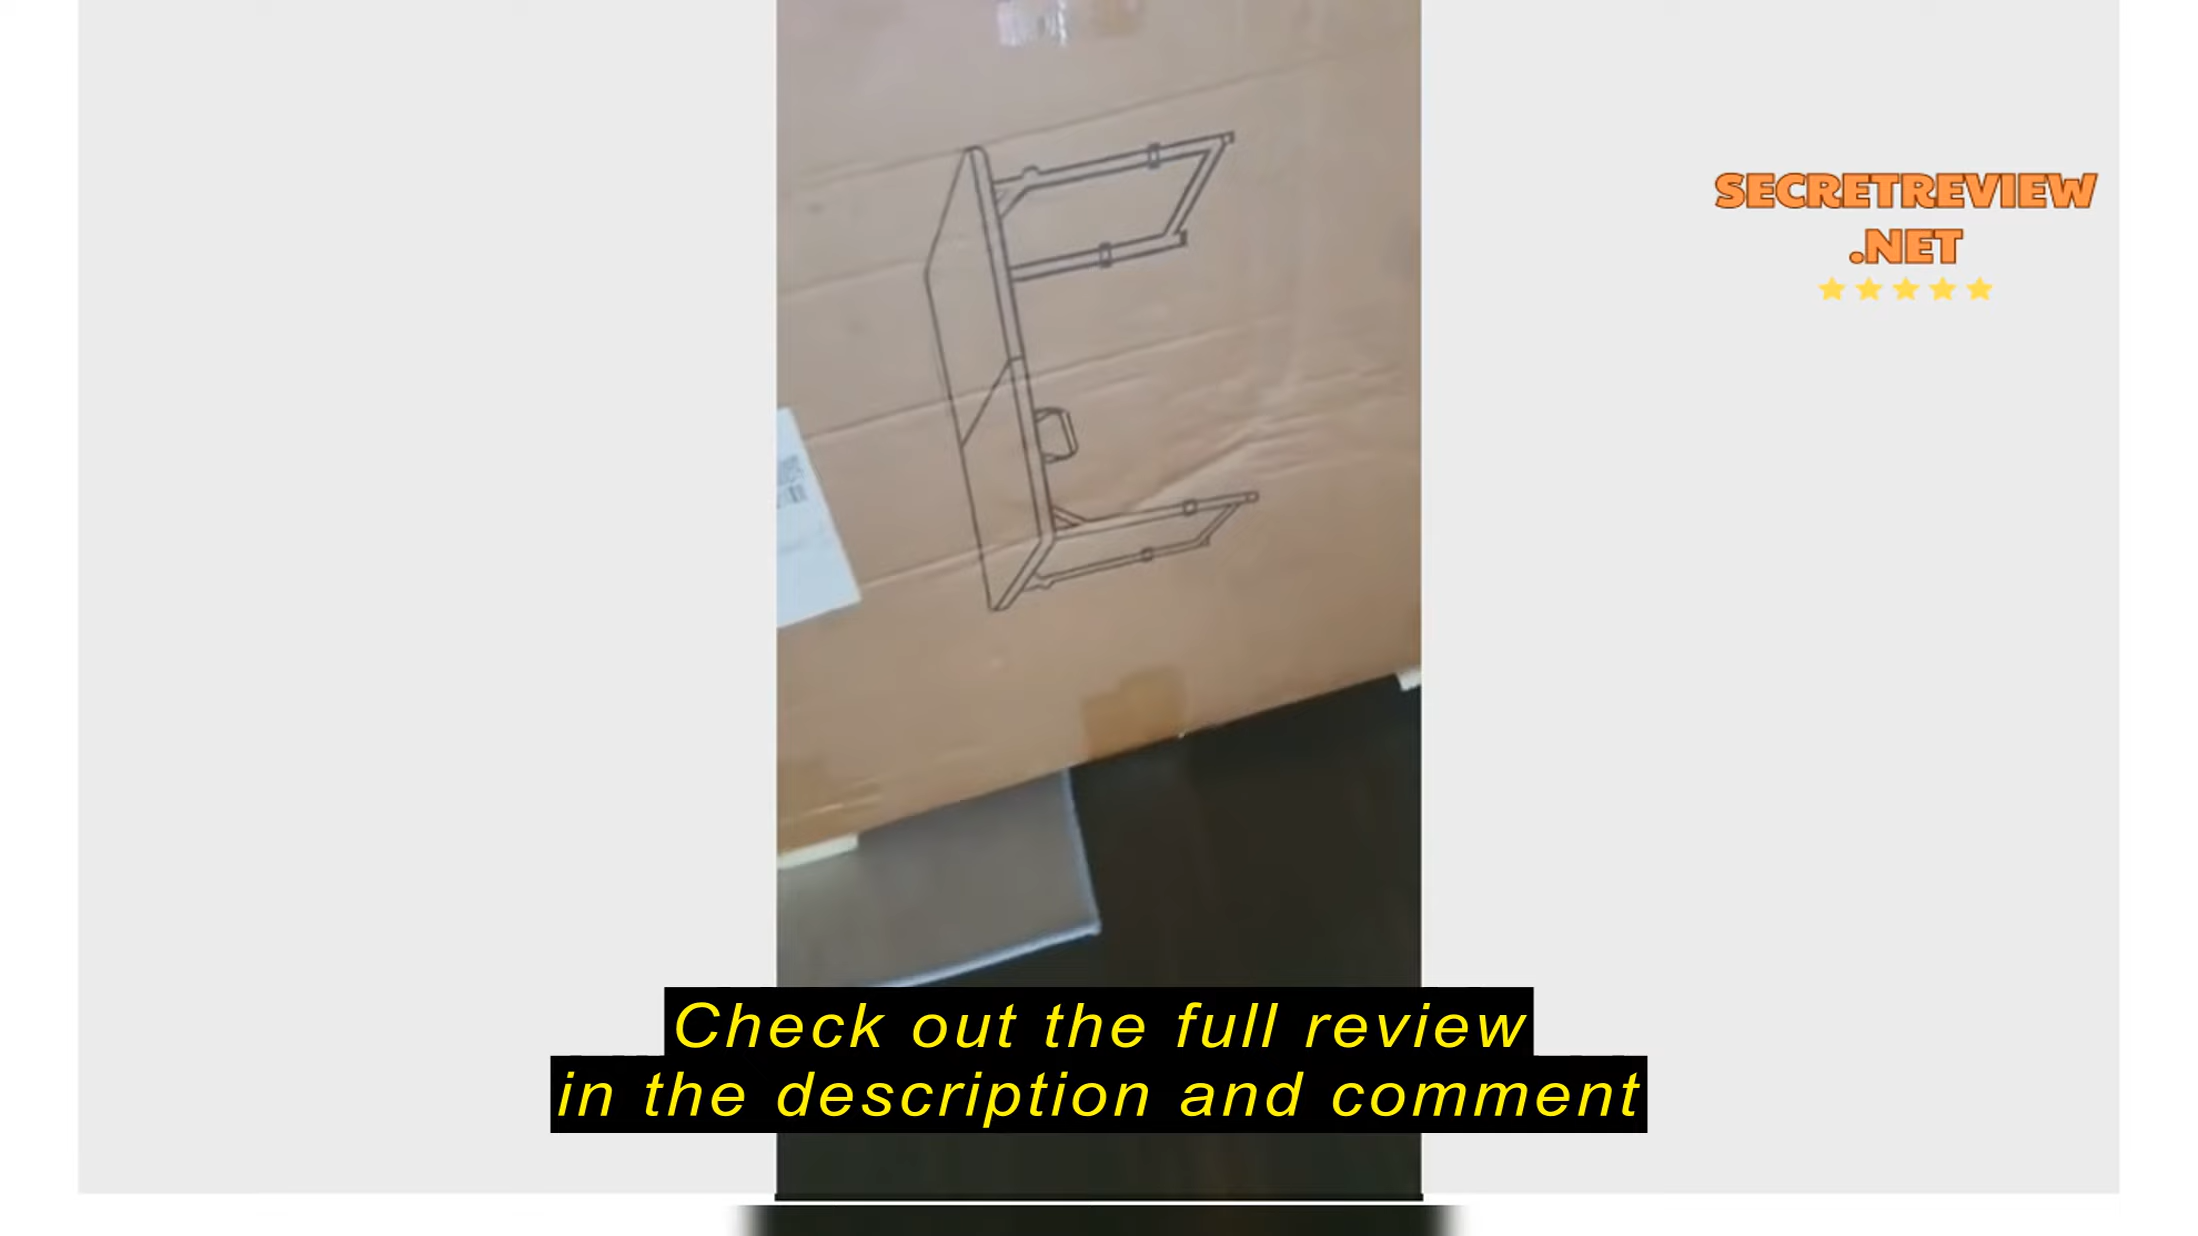 SECRETREVIEW
.NET
Check out the full review
in the description and comment